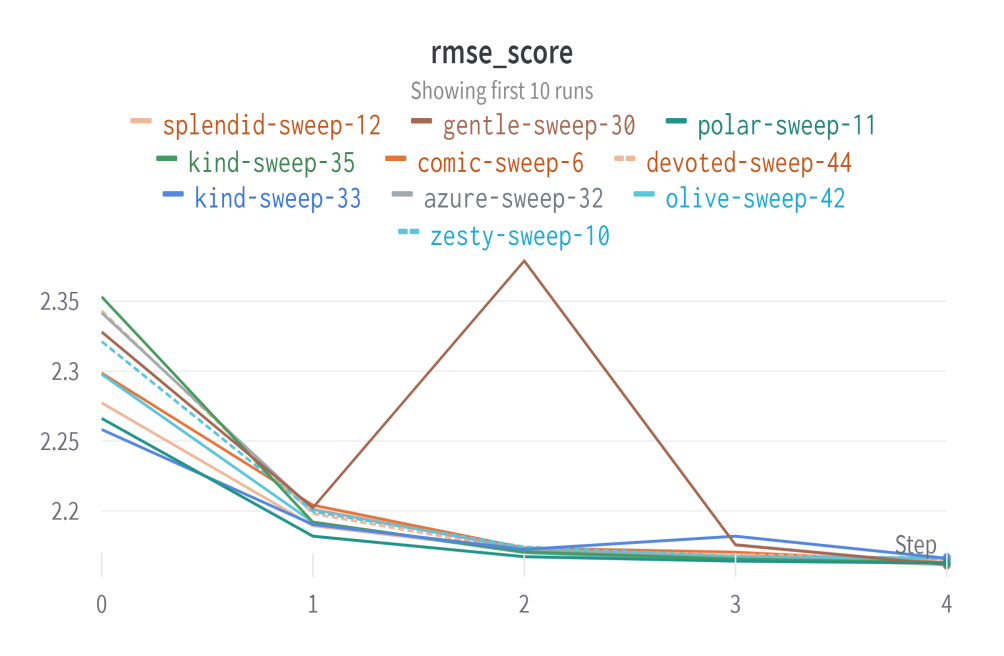 rmse_score
Showing first 10 runs
splendid-sweep-12 gentle-sweep-30 polar-sweep-11
kind-sweep-35 comic-sweep-6 devoted-sweep-44
kind-sweep-33 azure-sweep-32 olive-sweep-42
zesty-sweep-10
2.35
2.3
2.25
2.2
Step
0 1 2 3 4